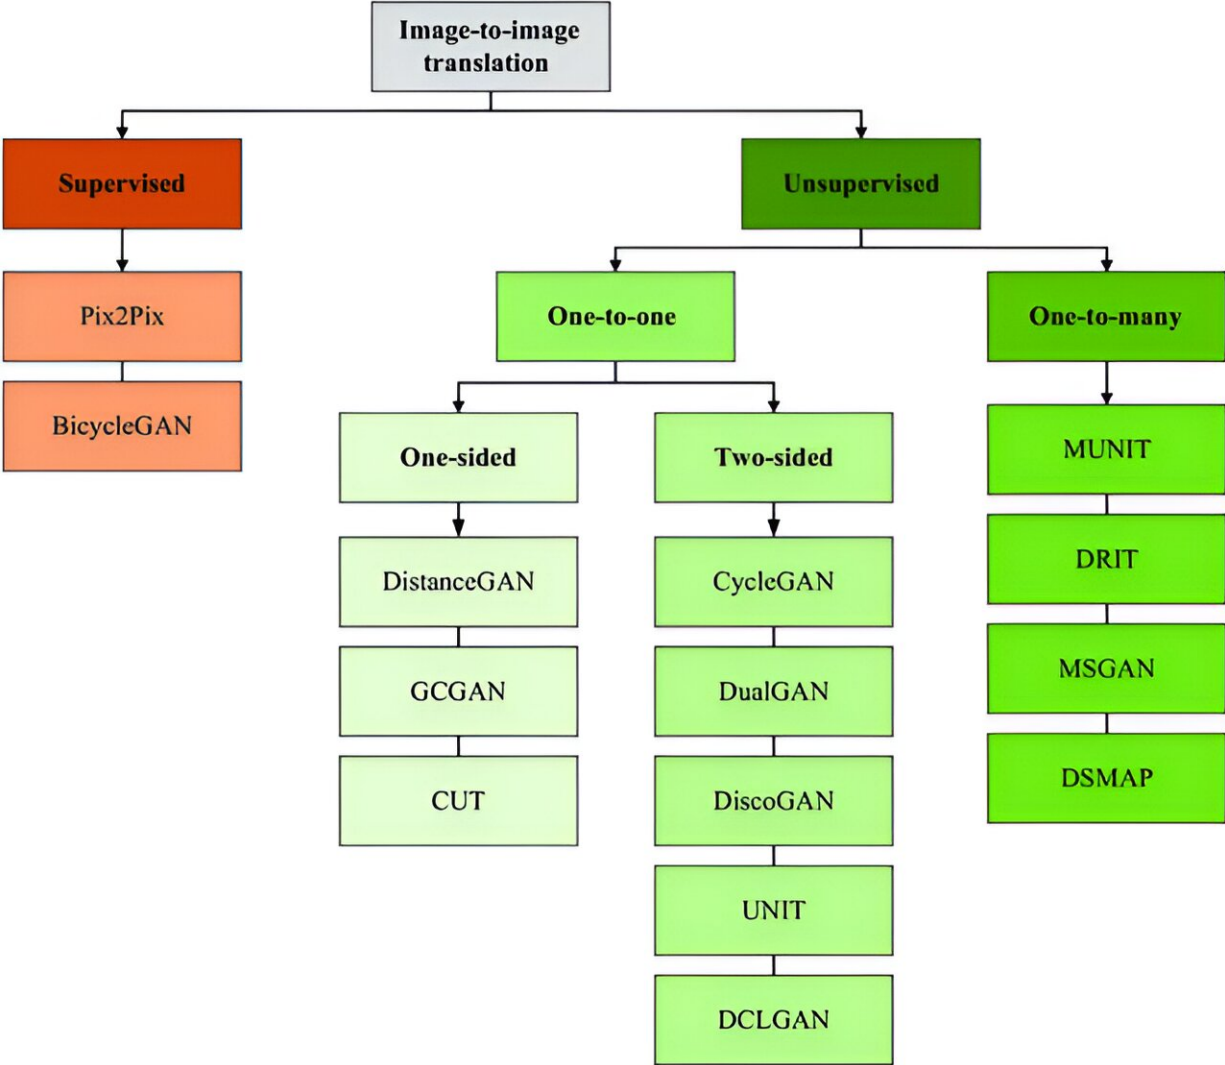 Image-to-image
translation
Supervised
Unsupervised
Pix2Pix
One-to-one
One-to-many
BicycleGAN
One-sided
Two-sided
MUNIT
DistanceGAN
CycleGAN
DRIT
GCGAN
DualGAN
MSGAN
CUT
DiscoGAN
DSMAP
UNIT
DCLGAN